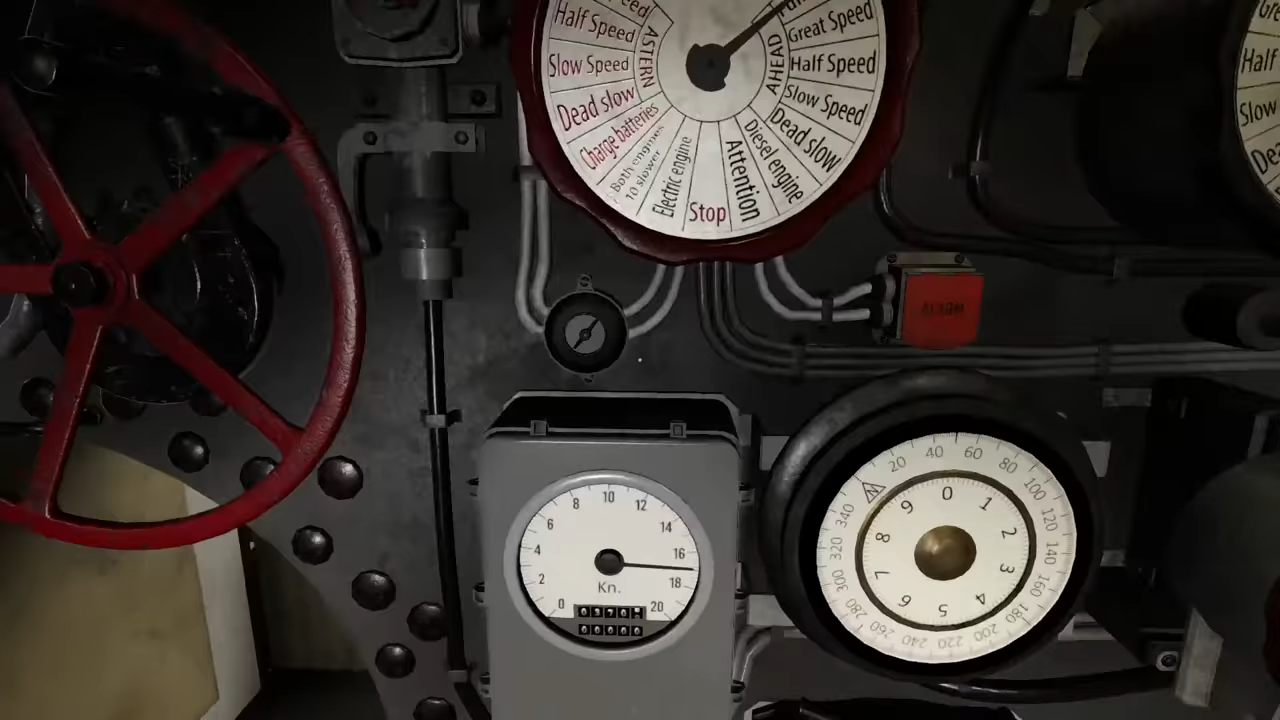 Half Speed
Slow Speed
Dead slow
Charge batteries
Both engines
10 slower
Electric engine
Stop
Attention
Diesel engine
Dead slow
Slow Speed
Half Speed
Great Speed
ASTERN
AHEAD
Half
Slow
0 2 4 6 8 10 12 14 16 18 20
Kn.
20 40 60 80 100 120 140 160 180 200 220 240 260 280 300 320 340
0 1 2 3 4 5 6 7 8 9